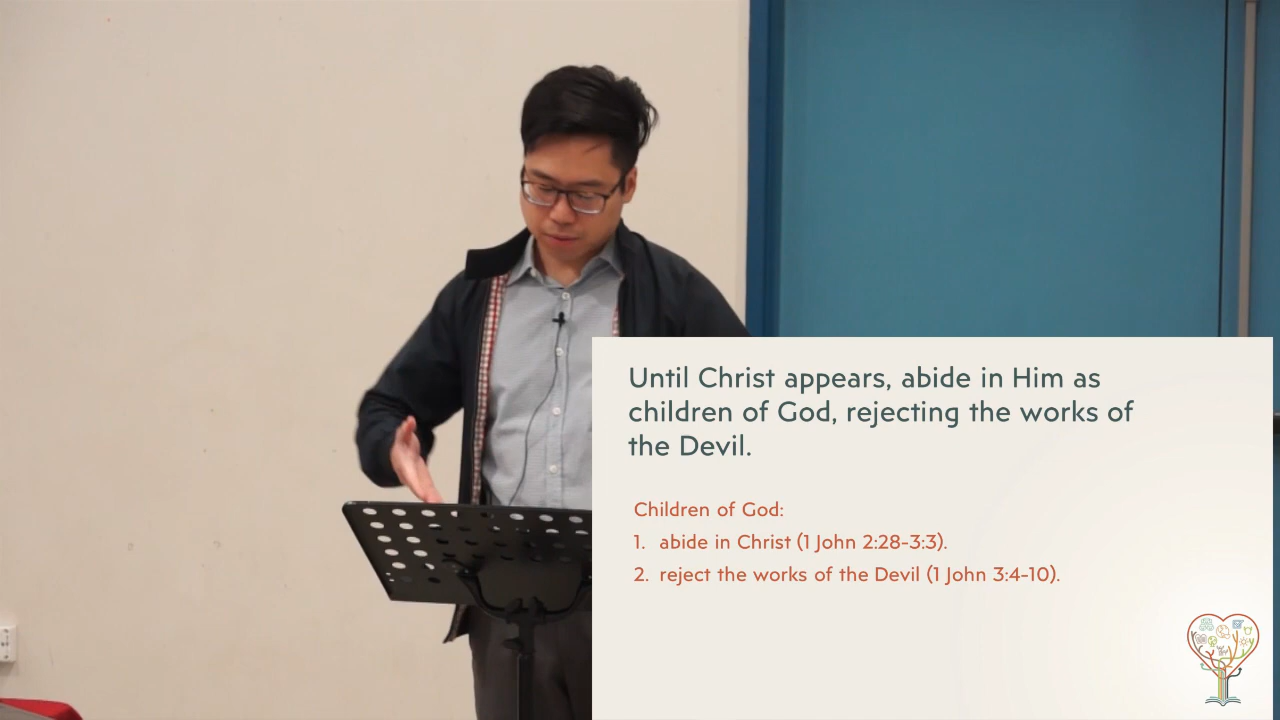 Until Christ appears, abide in Him as
children of God, rejecting the works of
the Devil.
Children of God:
1. abide in Christ (1 John 2:28-3:3).
2. reject the works of the Devil (1 John 3:4-10).